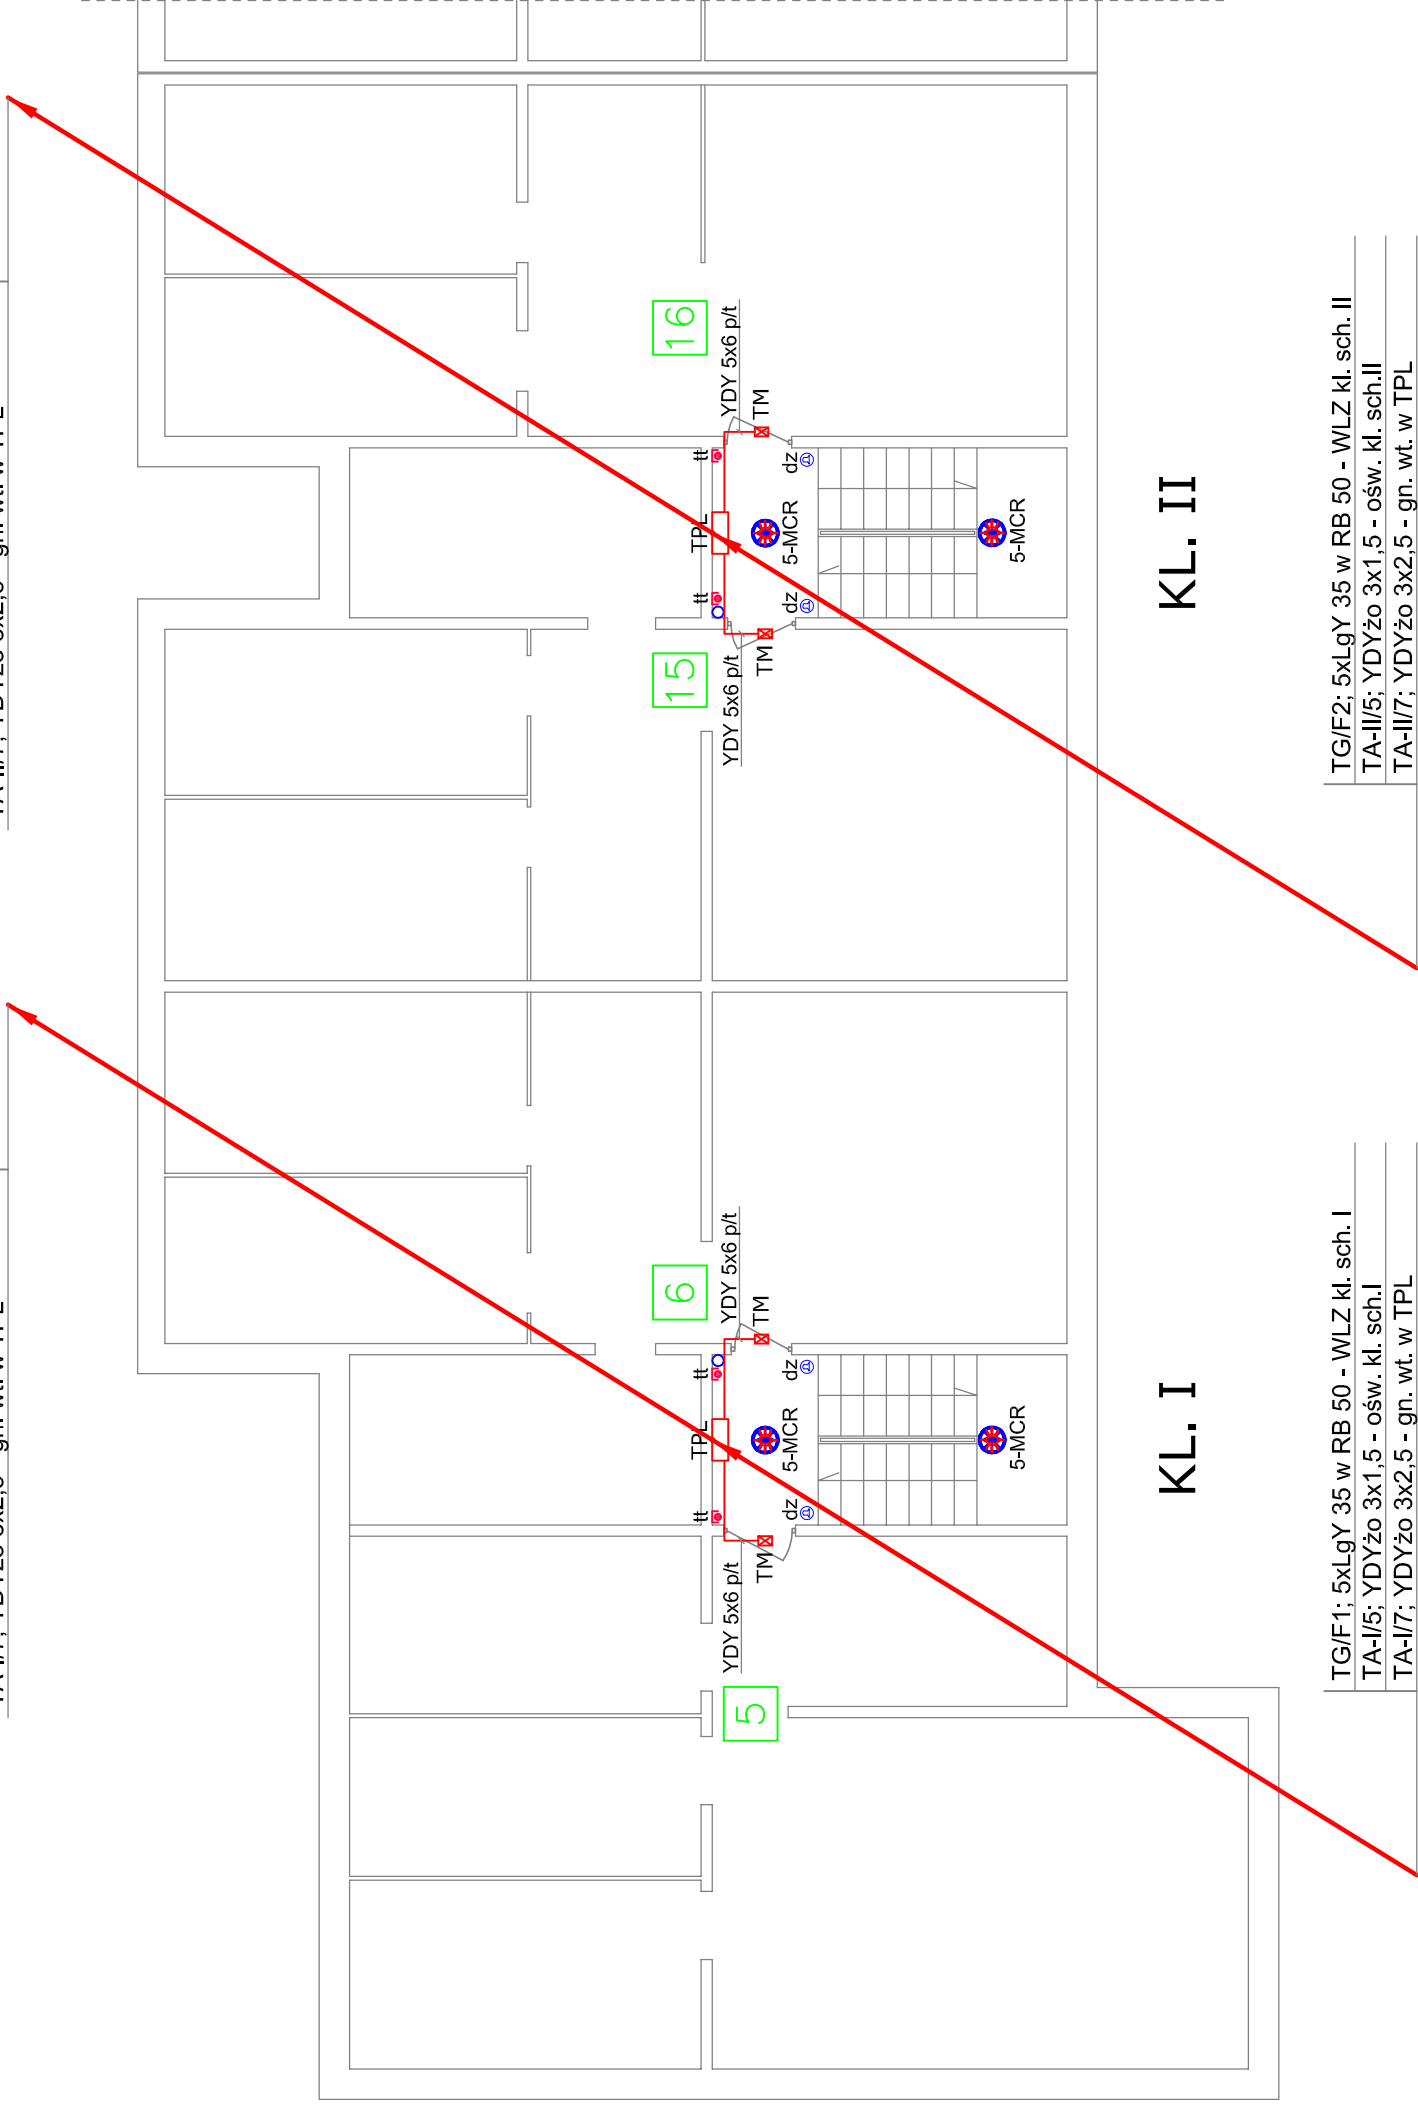 16
YDY 5x6 p/t
TM
tt
dz
TPL
5-MCR
5-MCR
tt
dz
TM
15
YDY 5x6 p/t
KL. II
TG/F2; 5xLgY 35 w RB 50 - WLZ kl. sch. II
TA-II/5; YDYżo 3x1,5 - ośw. kl. sch.II
TA-II/7; YDYżo 3x2,5 - gn. wt. w TPL
6
YDY 5x6 p/t
TM
tt
dz
TPL
5-MCR
5-MCR
tt
dz
TM
YDY 5x6 p/t
5
KL. I
TG/F1; 5xLgY 35 w RB 50 - WLZ kl. sch. I
TA-I/5; YDYżo 3x1,5 - ośw. kl. sch.I
TA-I/7; YDYżo 3x2,5 - gn. wt. w TPL